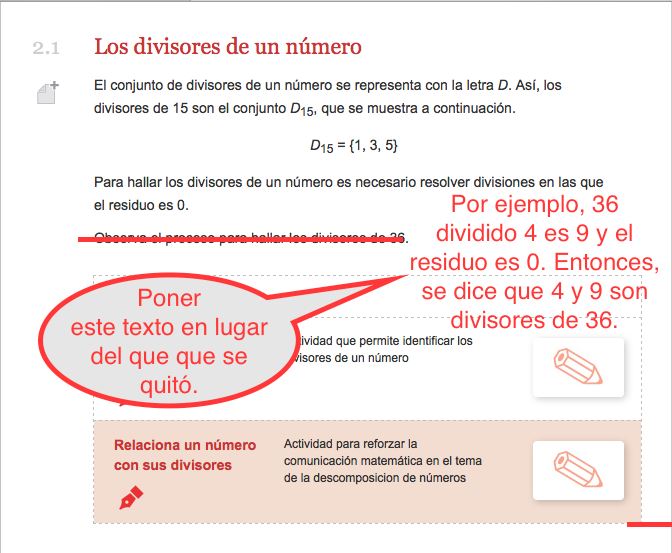 2.1 Los divisores de un número
El conjunto de divisores de un número se representa con la letra D. Así, los
divisores de 15 son el conjunto D15, que se muestra a continuación.
D15 = {1, 3, 5}
Para hallar los divisores de un número es necesario resolver divisiones en las que
el residuo es 0.
Observa el proceso para hallar los divisores de 36.
Por ejemplo, 36
dividido 4 es 9 y el
residuo es 0. Entonces,
se dice que 4 y 9 son
divisores de 36.
Poner
este texto en lugar
del que que se
quitó.
tividad que permite identificar los
visores de un número
Relaciona un número
con sus divisores
Actividad para reforzar la
comunicación matemática en el tema
de la descomposicion de números